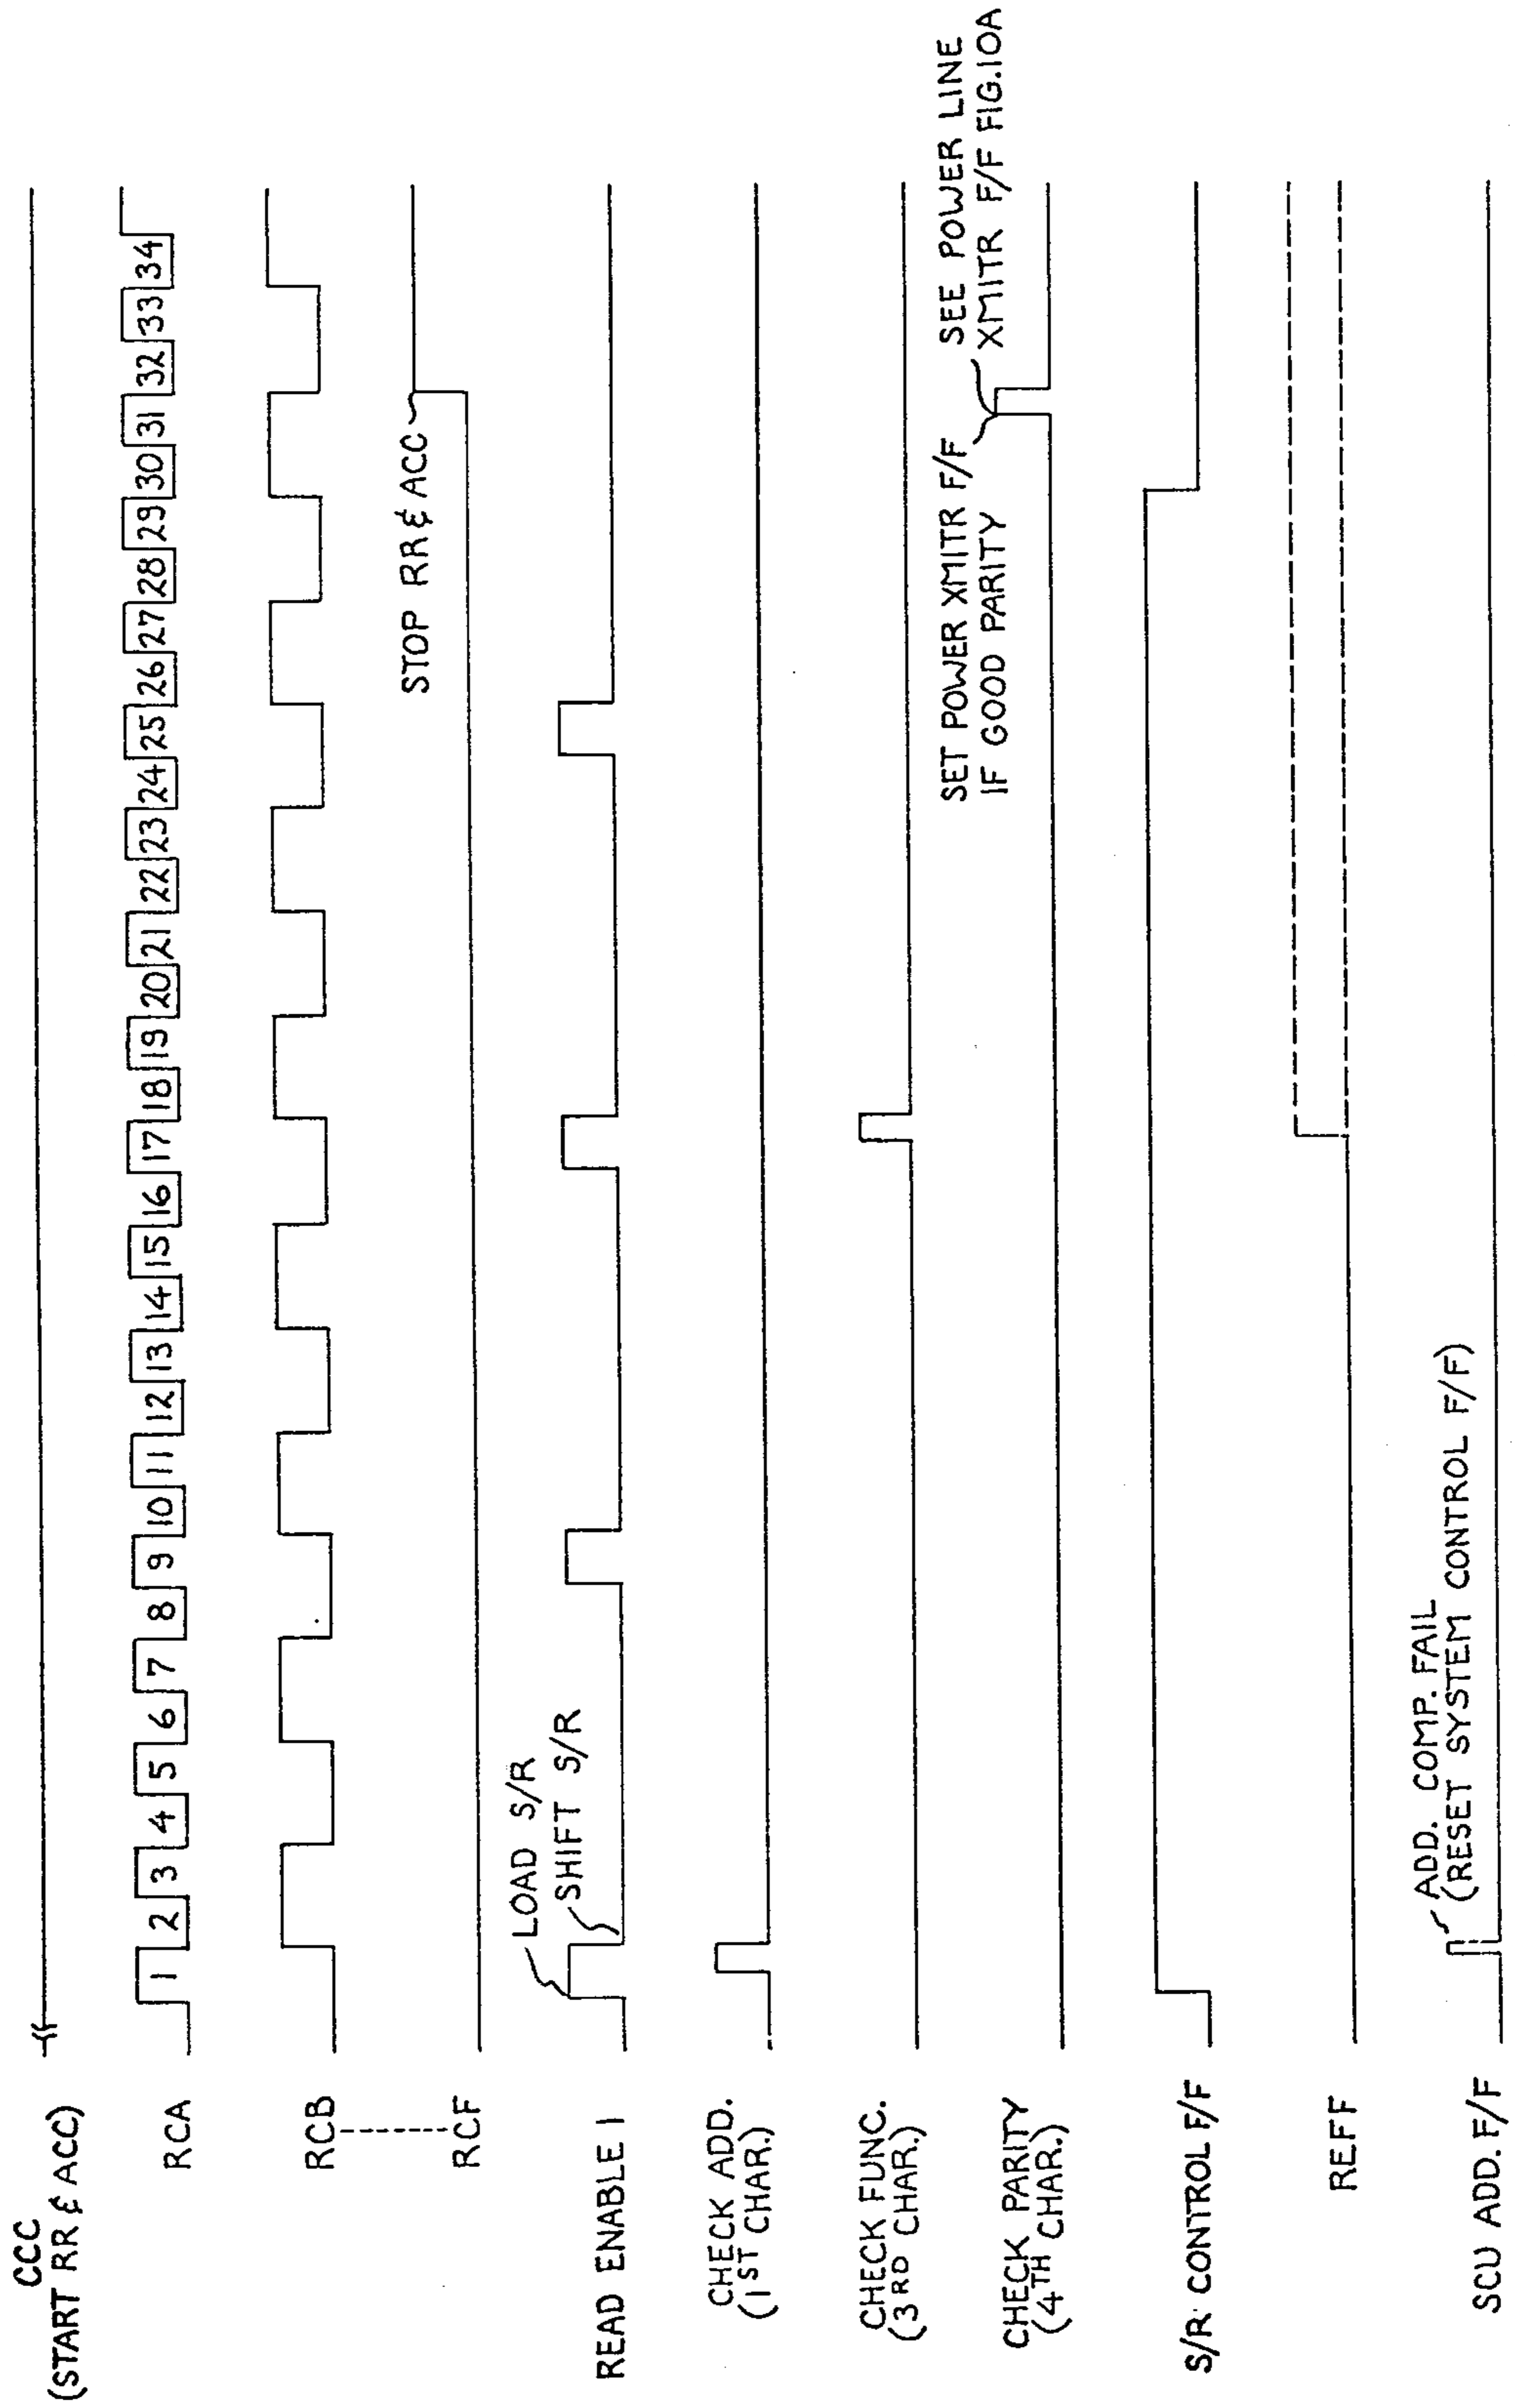 CCC
(START RR & ACC)
RCA
1 2 3 4 5 6 7 8 9 10 11 12 13 14 15 16 17 18 19 20 21 22 23 24 25 26 27 28 29 30 31 32 33 34
RCB
RCF
STOP RR & ACC
READ ENABLE 1
LOAD S/R
SHIFT S/R
CHECK ADD.
(1ST CHAR.)
CHECK FUNC.
(3RD CHAR.)
CHECK PARITY
(4TH CHAR.)
SET POWER XMITR F/F
IF GOOD PARITY
SEE POWER LINE
XMITR F/F FIG.10A
S/R CONTROL F/F
REFF
SCU ADD. F/F
ADD. COMP. FAIL
(RESET SYSTEM CONTROL F/F)